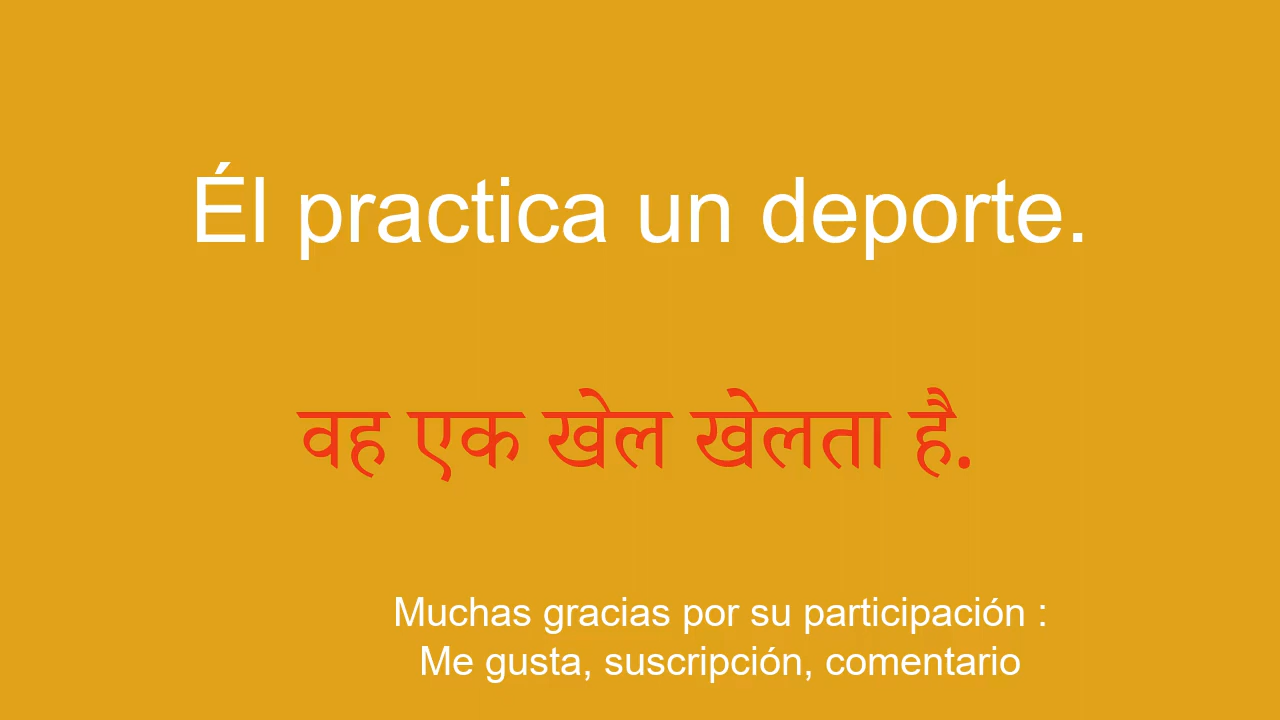 Él practica un deporte.
वह एक खेल खेलता है.
Muchas gracias por su participación :
Me gusta, suscripción, comentario